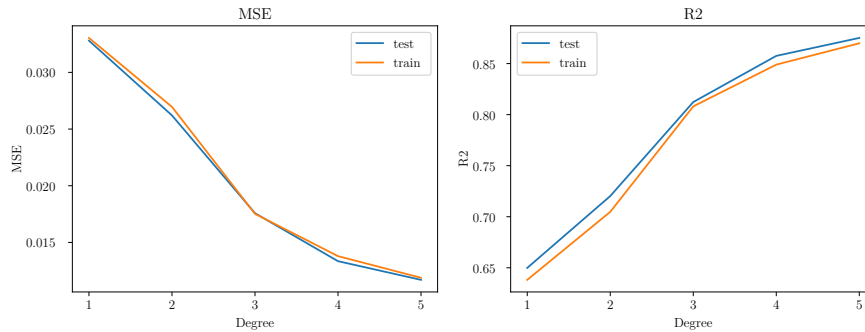 MSE
test
train
0.030
0.025
0.020
0.015
MSE
1 2 3 4 5
Degree
R2
test
train
0.85
0.80
0.75
0.70
0.65
R2
1 2 3 4 5
Degree